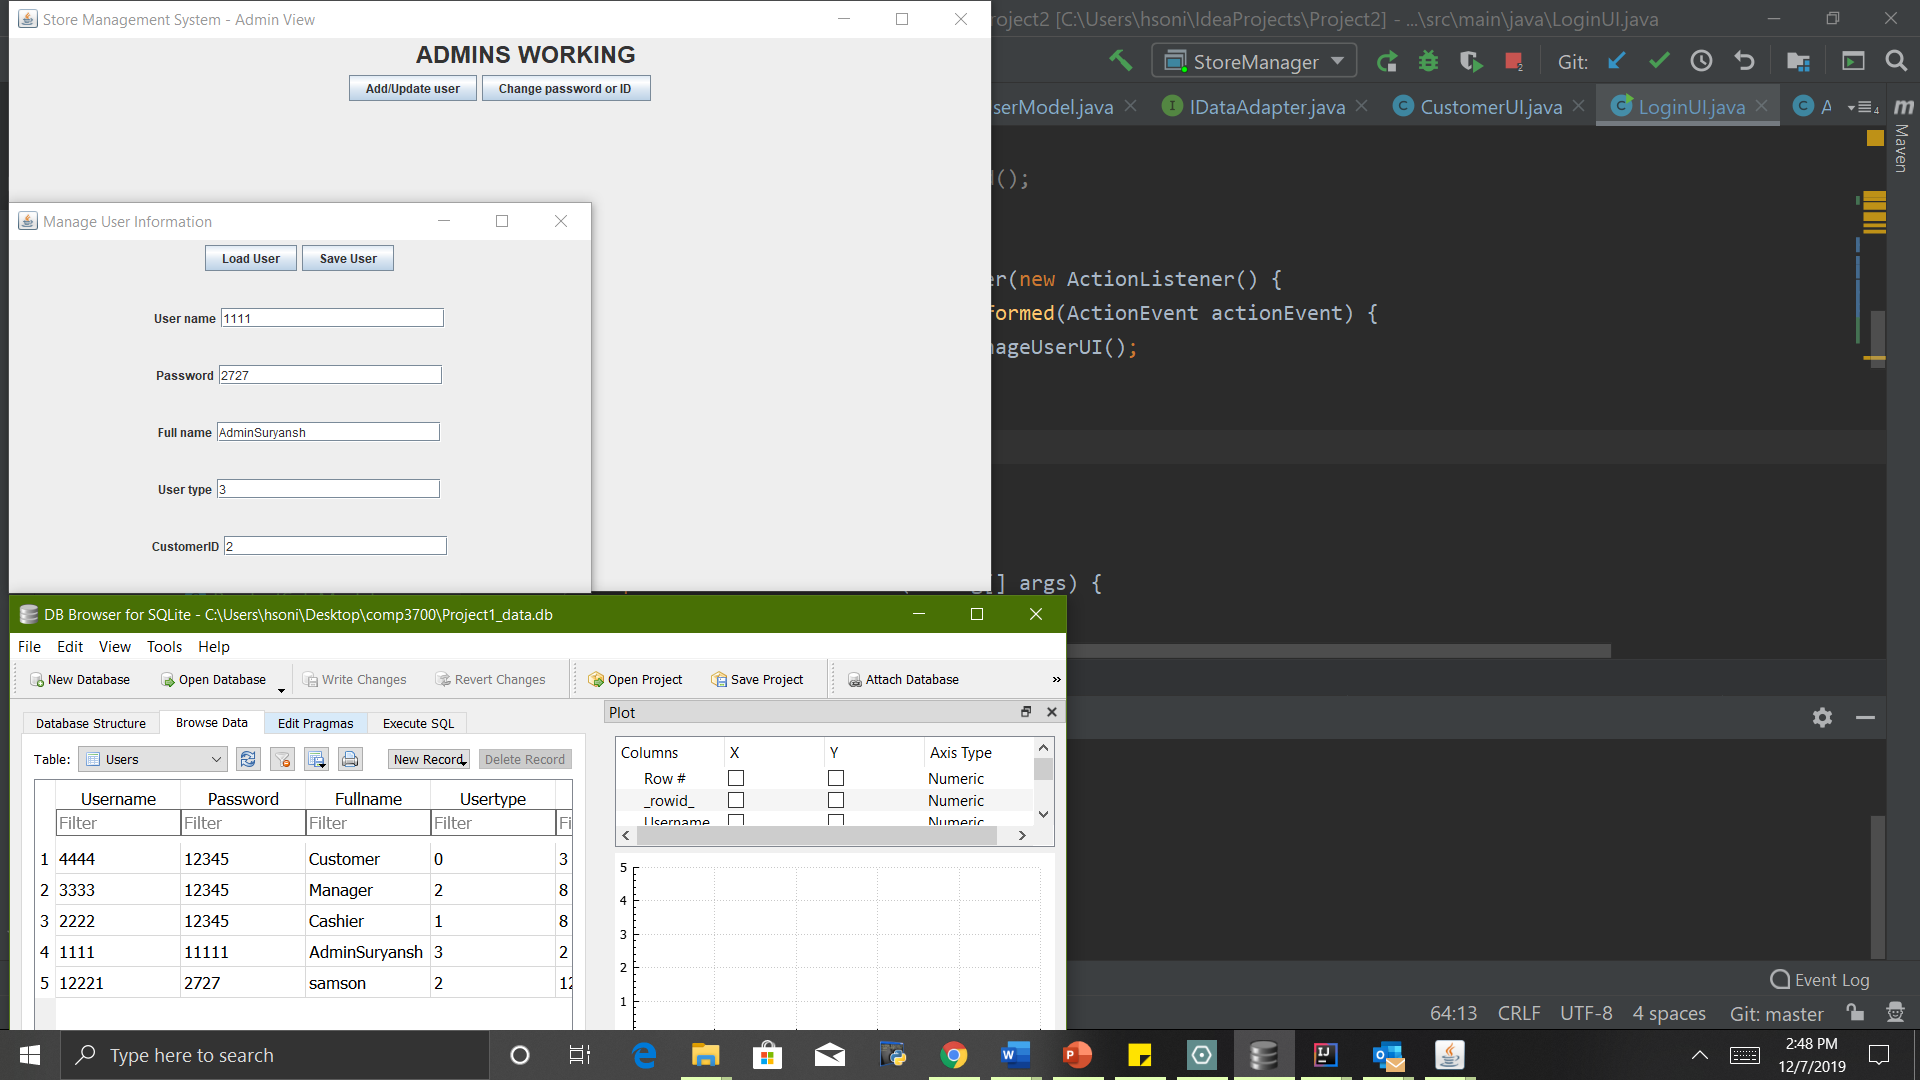 Store Management System - Admin View
ADMINS WORKING
Add/Update user Change password or ID
Manage User Information
Load User Save User
User name 1111
Password 2727
Full name AdminSuryansh
User type 3
CustomerID 2
roject2 [C:\Users\hsoni\IdeaProjects\Project2] - ...\src\main\java\LoginUI.java
StoreManager Git:
serModel.java IDataAdapter.java CustomerUI.java LoginUI.java A 4
m Maven
();
er(new ActionListener() {
formed(ActionEvent actionEvent) {
nageUserUI();
] args) {
DB Browser for SQLite - C:\Users\hsoni\Desktop\comp3700\Project1_data.db
File Edit View Tools Help
New Database Open Database Write Changes Revert Changes Open Project Save Project Attach Database »
Database Structure Browse Data Edit Pragmas Execute SQL
Table: Users New Record Delete Record
Username Password Fullname Usertype
Filter Filter Filter Filter Fi
1 4444 12345 Customer 0 3
2 3333 12345 Manager 2 8
3 2222 12345 Cashier 1 8
4 1111 11111 AdminSuryansh 3 2
5 12221 2727 samson 2 12
Plot
Columns X Y Axis Type
Row # Numeric
_rowid_ Numeric
Username Numeric
5
4
3
2
1
Event Log
64:13 CRLF UTF-8 4 spaces Git: master
Type here to search
2:48 PM
12/7/2019